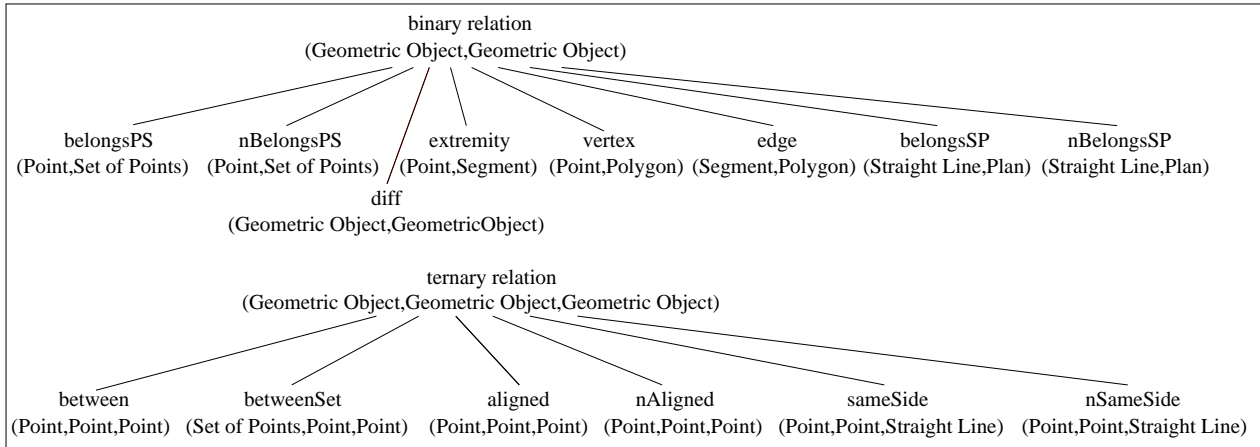 binary relation
(Geometric Object,Geometric Object)
belongsPS nBelongsPS extremity vertex edge belongsSP nBelongsSP
(Point,Set of Points) (Point,Set of Points) (Point,Segment) (Point,Polygon) (Segment,Polygon) (Straight Line,Plan) (Straight Line,Plan)
diff
(Geometric Object,GeometricObject)
ternary relation
(Geometric Object,Geometric Object,Geometric Object)
between betweenSet aligned nAligned sameSide nSameSide
(Point,Point,Point) (Set of Points,Point,Point) (Point,Point,Point) (Point,Point,Point) (Point,Point,Straight Line) (Point,Point,Straight Line)